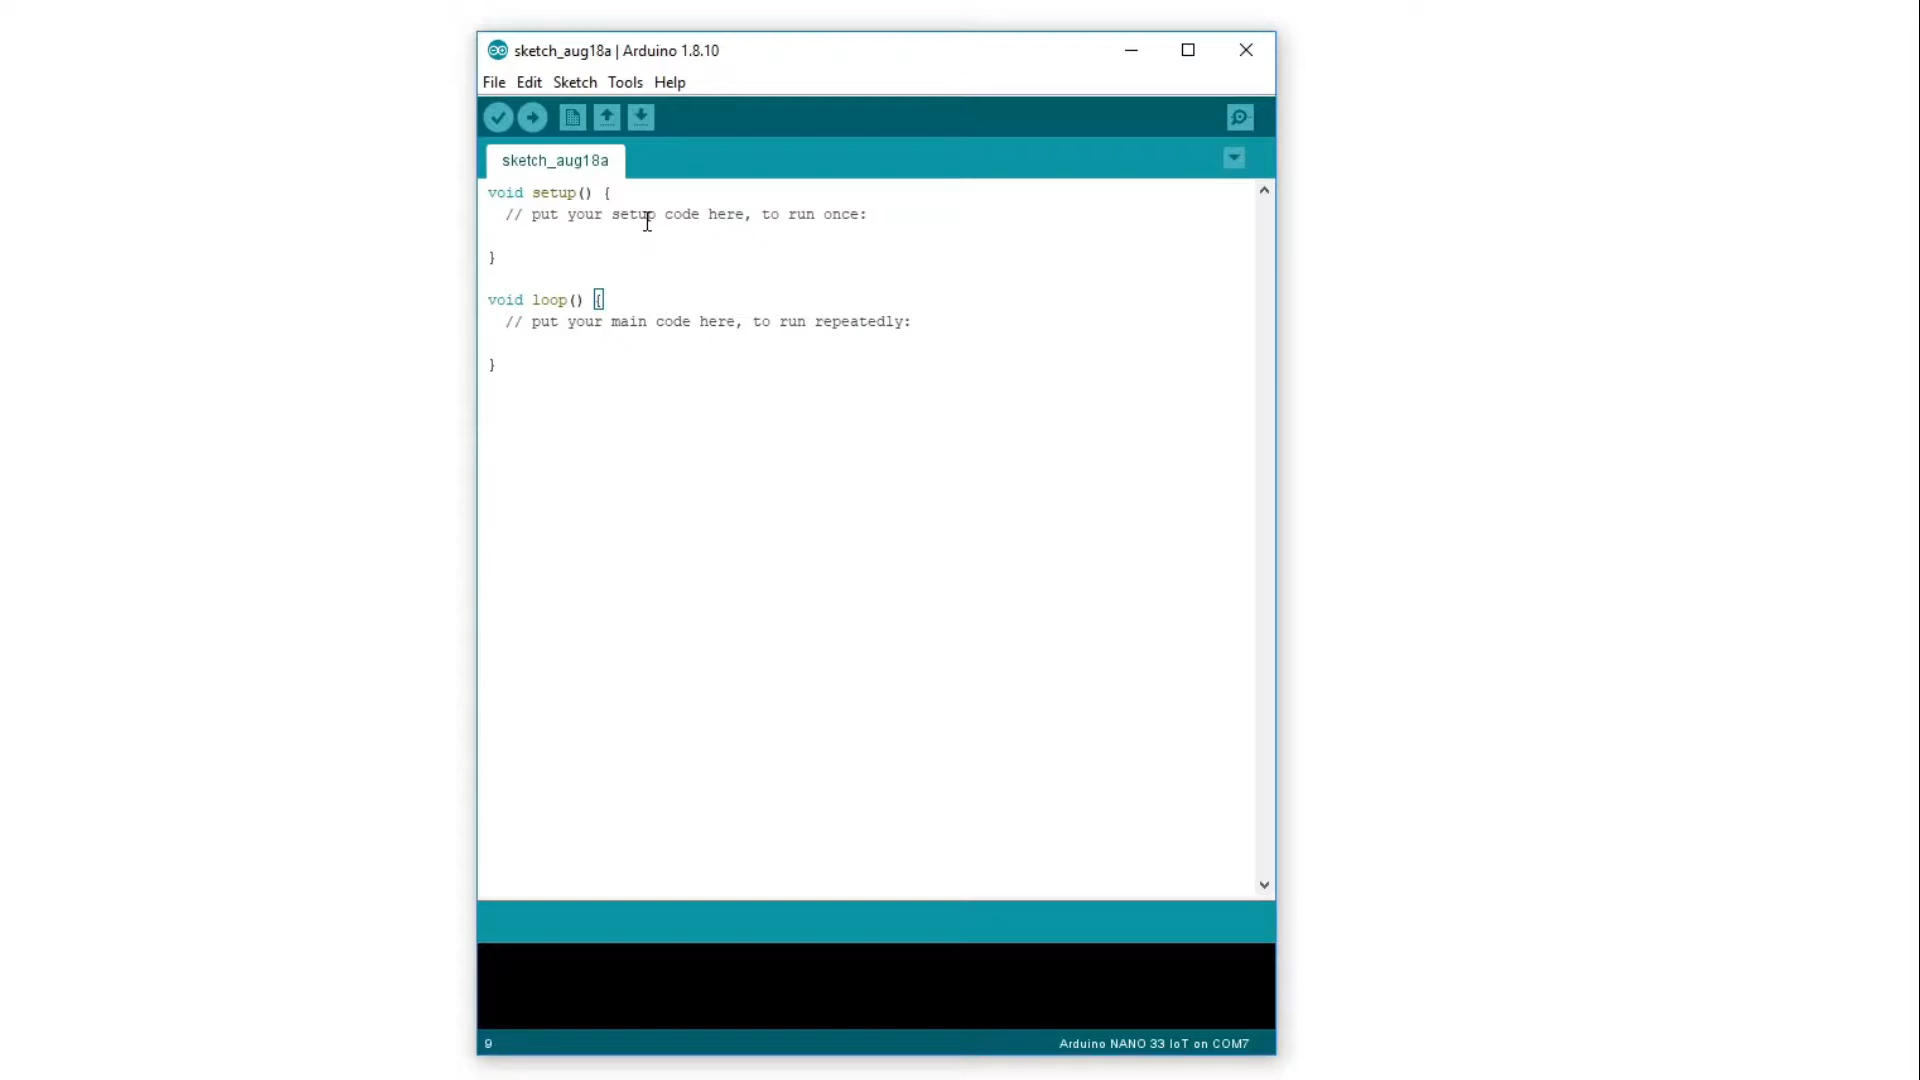 sketch_aug18a | Arduino 1.8.10
File Edit Sketch Tools Help
sketch_aug18a
void setup() {
  // put your setup code here, to run once:
}
void loop() {
  // put your main code here, to run repeatedly:
}
9
Arduino NANO 33 IoT on COM7